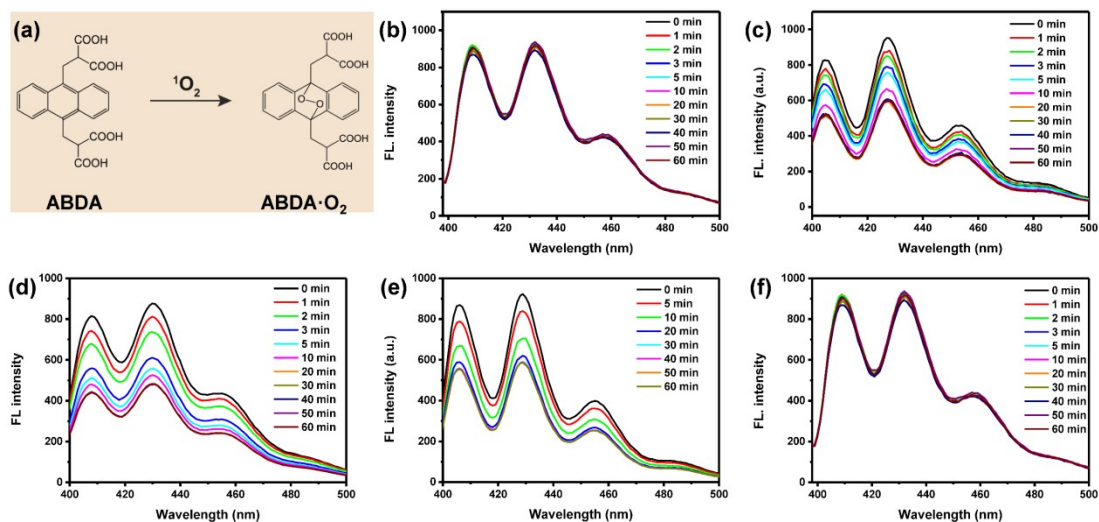 (a)
COOH
COOH
COOH
COOH
ABDA
¹O₂
COOH
COOH
O
O
COOH
COOH
ABDA·O₂
(b)
1000
800
600
400
200
0
FL. intensity
400 420 440 460 480 500
Wavelength (nm)
0 min
1 min
2 min
3 min
5 min
10 min
20 min
30 min
40 min
50 min
60 min
(c)
1000
800
600
400
200
0
FL. intensity (a.u.)
400 420 440 460 480 500
Wavelength (nm)
0 min
1 min
2 min
3 min
5 min
10 min
20 min
40 min
50 min
60 min
(d)
1000
800
600
400
200
0
FL intensity
400 420 440 460 480 500
Wavelength (nm)
0 min
1 min
2 min
3 min
5 min
10 min
20 min
30 min
40 min
50 min
60 min
(e)
1000
800
600
400
200
0
FL intensity (a.u.)
400 420 440 460 480 500
Wavelength (nm)
0 min
5 min
10 min
20 min
30 min
40 min
50 min
60 min
(f)
1000
800
600
400
200
0
FL intensity
400 420 440 460 480 500
Wavelength (nm)
0 min
1 min
2 min
3 min
5 min
10 min
20 min
30 min
40 min
50 min
60 min